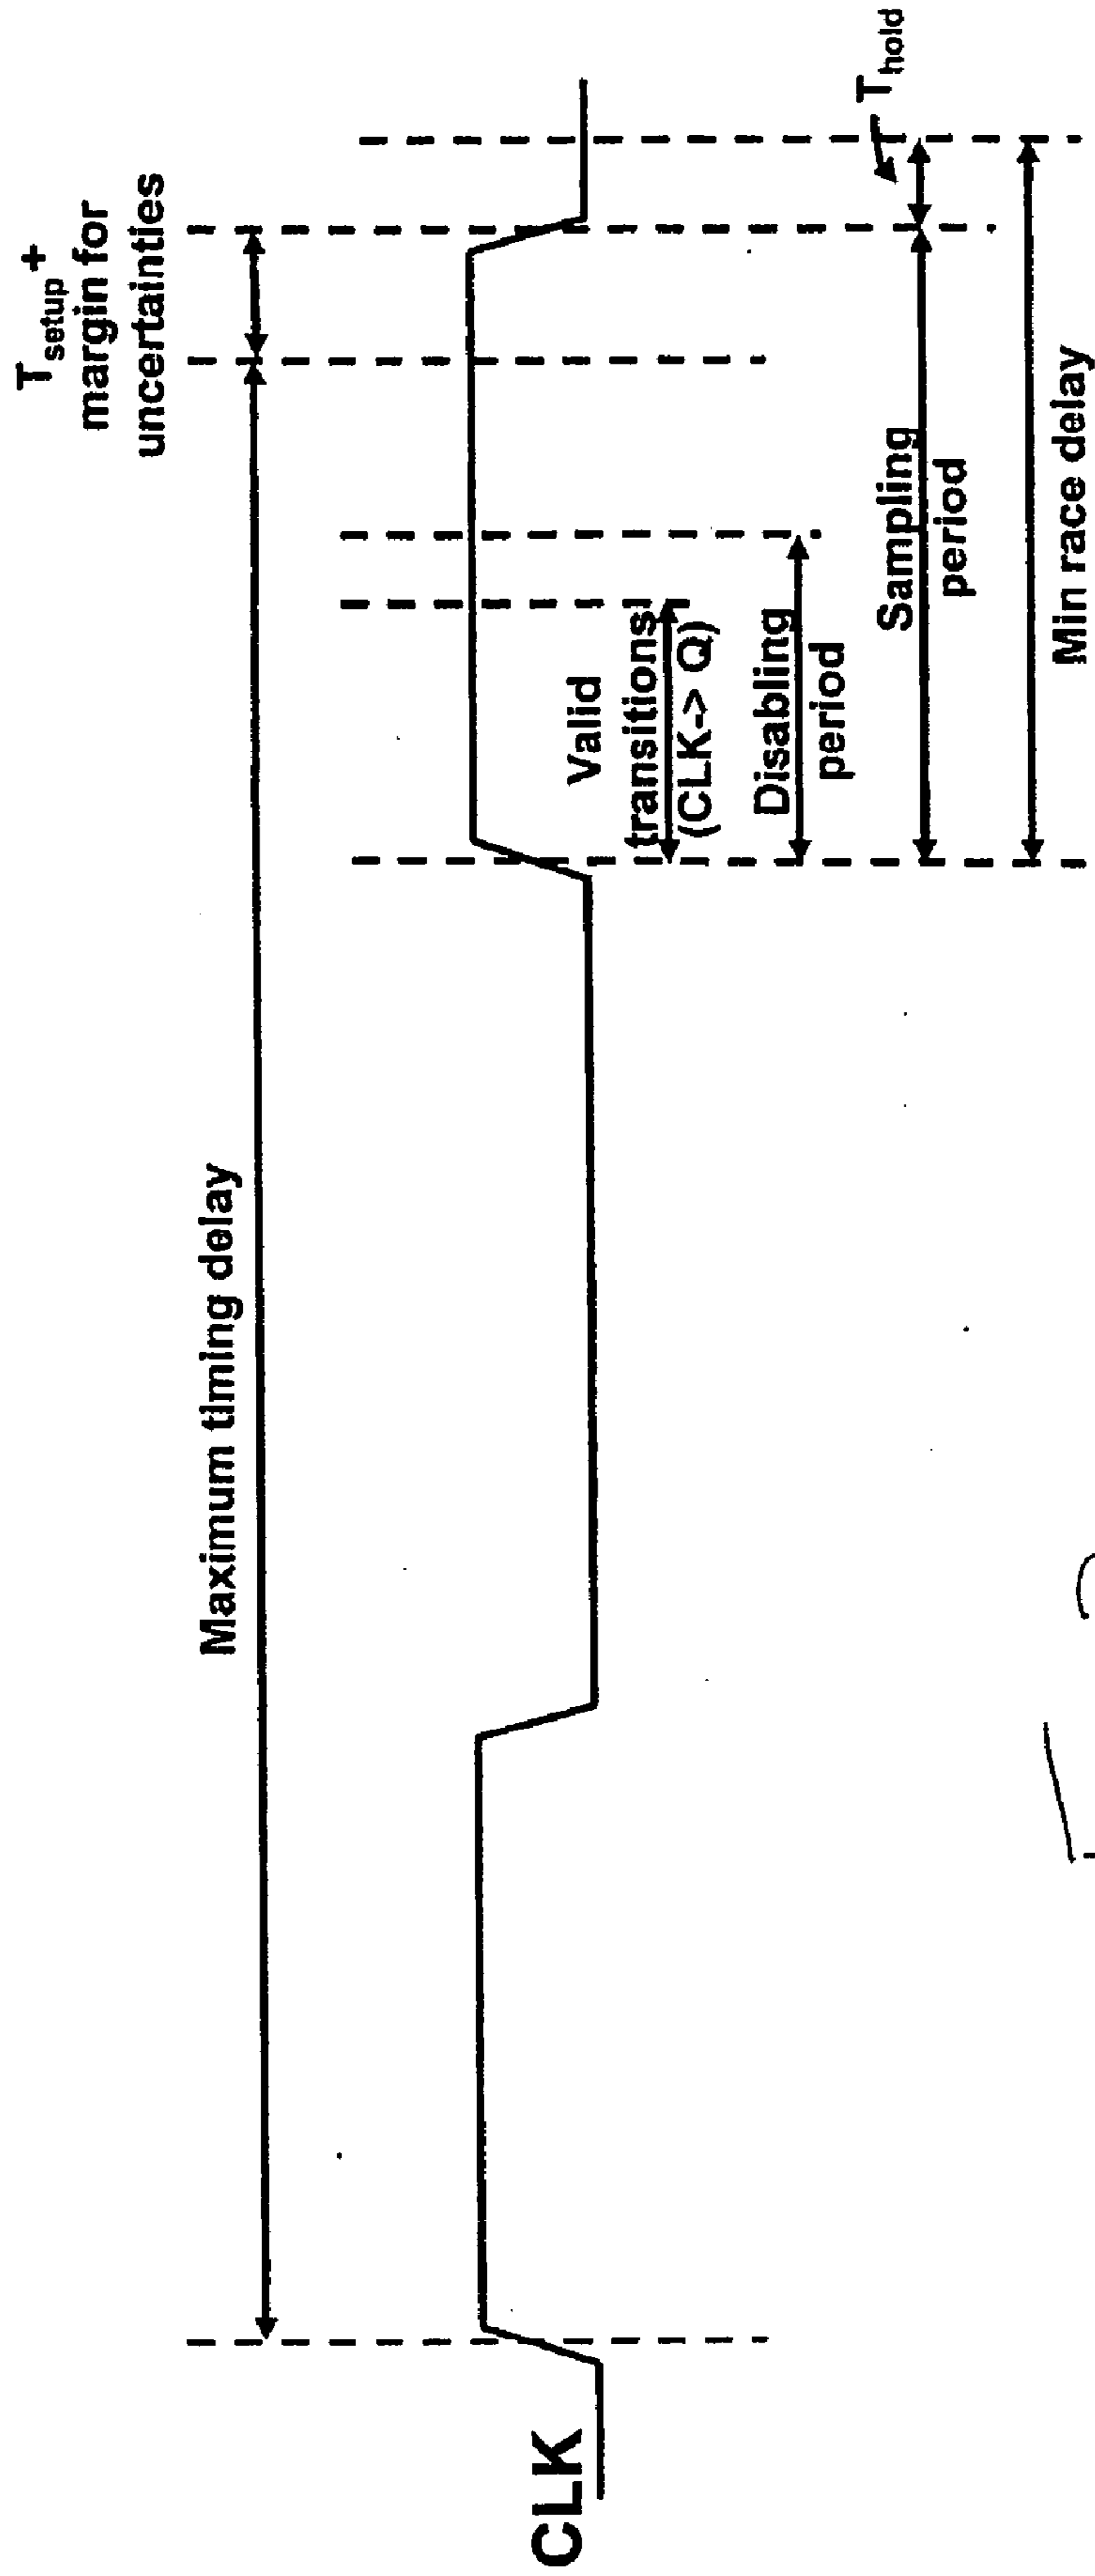 T_setup +
margin for
uncertainties
Maximum timing delay
CLK
Valid
transitions
(CLK-> Q)
Disabling
period
Sampling
period
T_hold
Min race delay